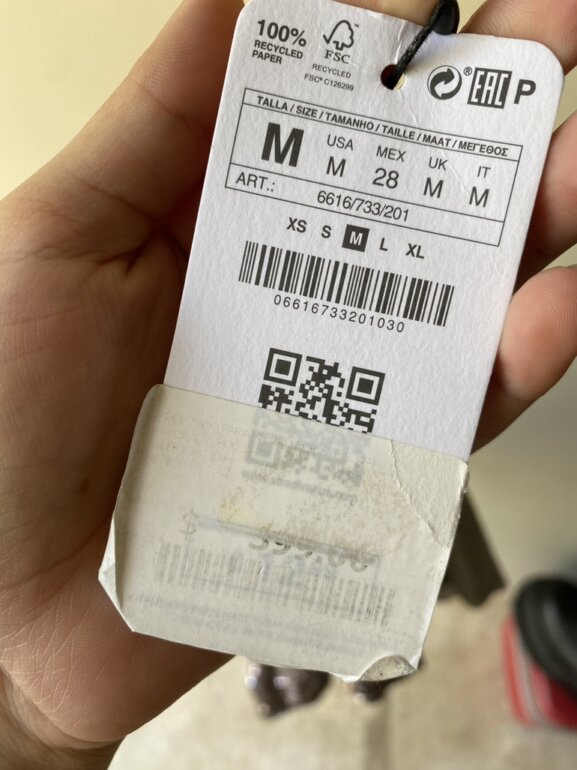 100%
RECYCLED
PAPER
FSC
RECYCLED
FSC® C126299
® EAC P
TALLA / SIZE / TAMANHO / TAILLE / MAAT / ΜΕΓΕΘΟΣ
M USA M MEX 28 UK M IT M
ART.: 6616/733/201
XS S M L XL
06616733201030
$